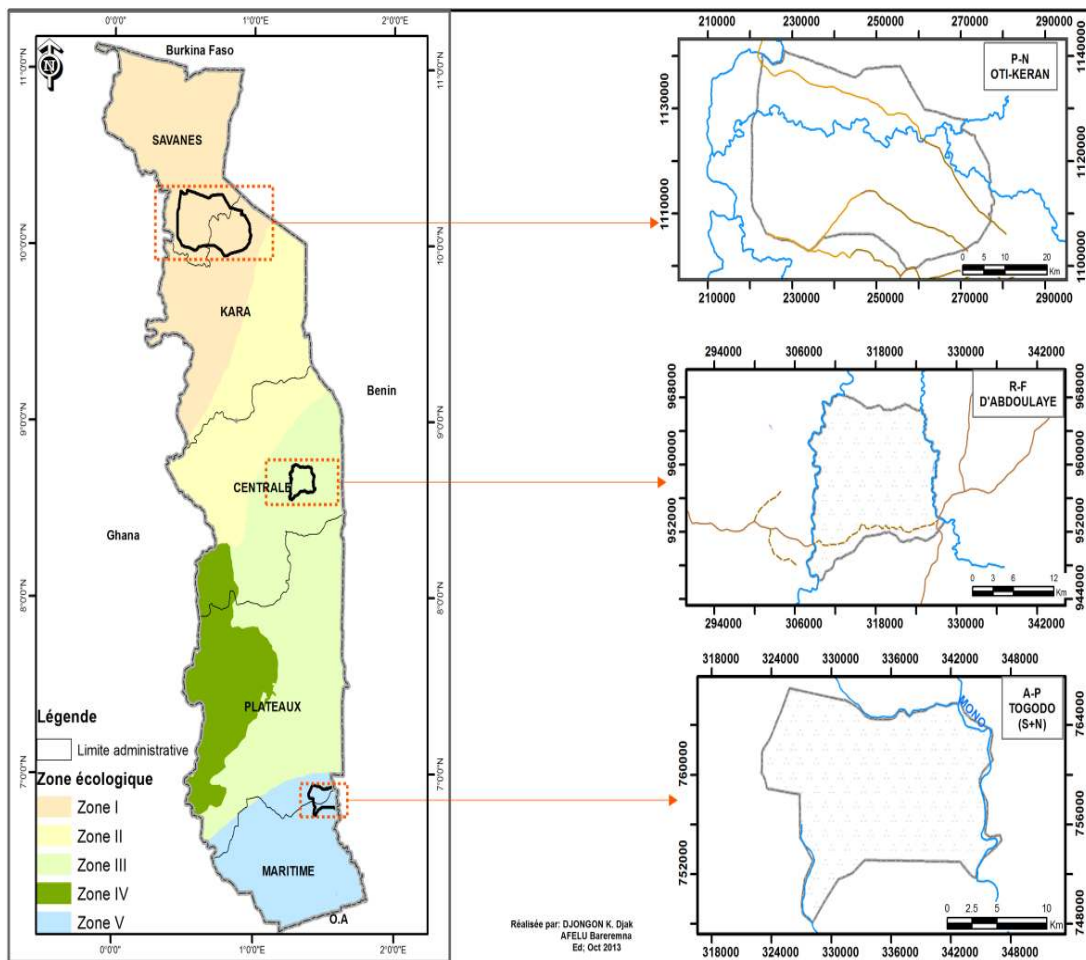 0°0'0"
1°0'0"E
2°0'0"E
Burkina Faso
N
11°0'0"N
11°0'0"N
SAVANES
10°0'0"N
10°0'0"N
KARA
Benin
9°0'0"N
9°0'0"N
CENTRALE
Ghana
8°0'0"N
8°0'0"N
PLATEAUX
7°0'0"N
7°0'0"N
MARITIME
O.A
Légende
Limite administrative
Zone écologique
Zone I
Zone II
Zone III
Zone IV
Zone V
0°0'0"
1°0'0"E
2°0'0"E
Réalisée par: DJONGON K. Djak
AFELU Bareremna
Ed; Oct 2013
210000 230000 250000 270000 290000
P-N
OTI-KERAN
1140000
1130000
1130000
1120000
1110000
1100000
0 5 10 20
Km
210000 230000 250000 270000 290000
294000 306000 318000 330000 342000
R-F
D'ABDOULAYE
968000
968000
960000
960000
952000
952000
944000
0 3 6 12
Km
294000 306000 318000 330000 342000
318000 324000 330000 336000 342000 348000
A-P
TOGODO
(S+N)
MONO
764000
760000
756000
752000
748000
0 2.5 5 10
Km
318000 324000 330000 336000 342000 348000